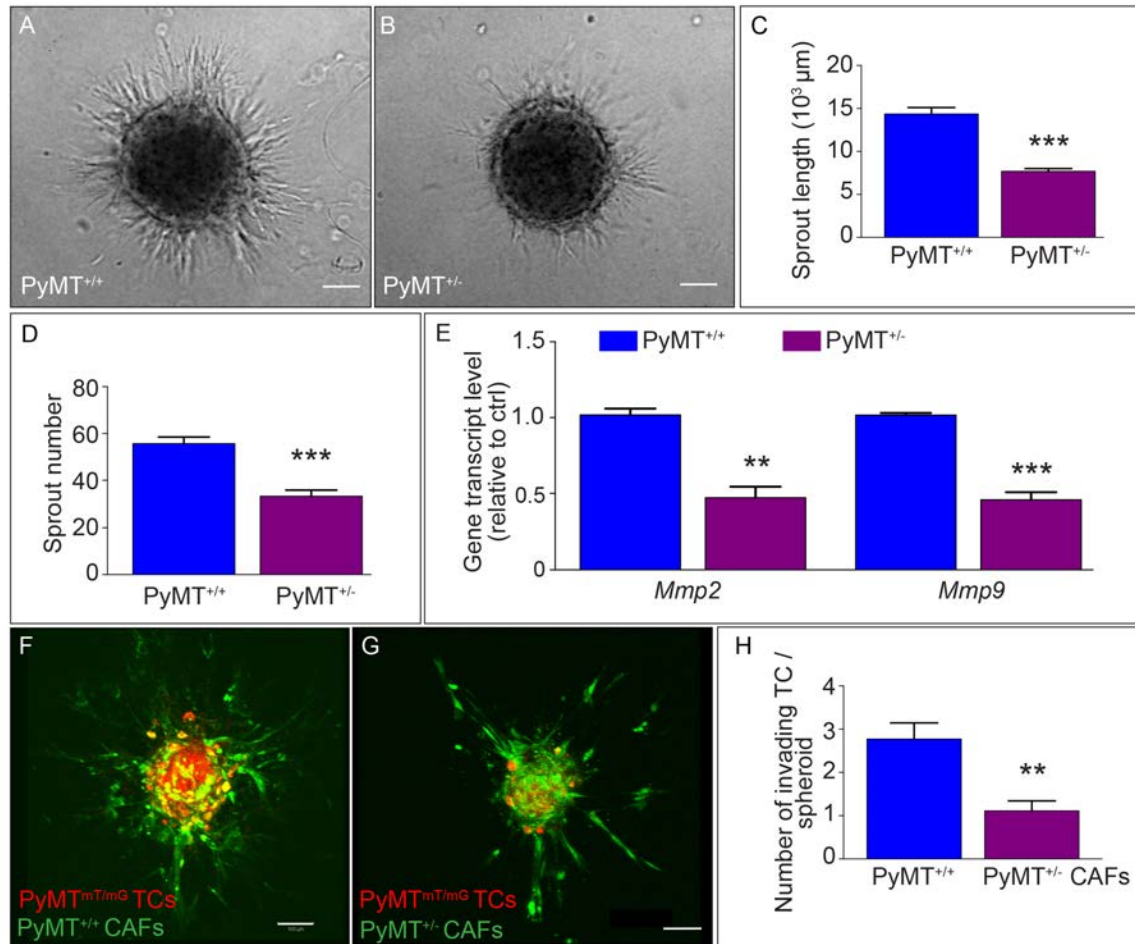 A
PyMT+/+
B
PyMT+/-
C
Sprout length (10³ µm)
20
15
10
5
0
***
PyMT+/+
PyMT+/-
D
Sprout number
80
60
40
20
0
***
PyMT+/+
PyMT+/-
E
PyMT+/+
PyMT+/-
Gene transcript level
(relative to ctrl)
1.5
1.0
0.5
0
**
***
Mmp2
Mmp9
F
PyMTmT/mG TCs
PyMT+/+ CAFs
G
PyMTmT/mG TCs
PyMT+/- CAFs
H
Number of invading TC /
spheroid
4
3
2
1
0
**
PyMT+/+
PyMT+/- CAFs